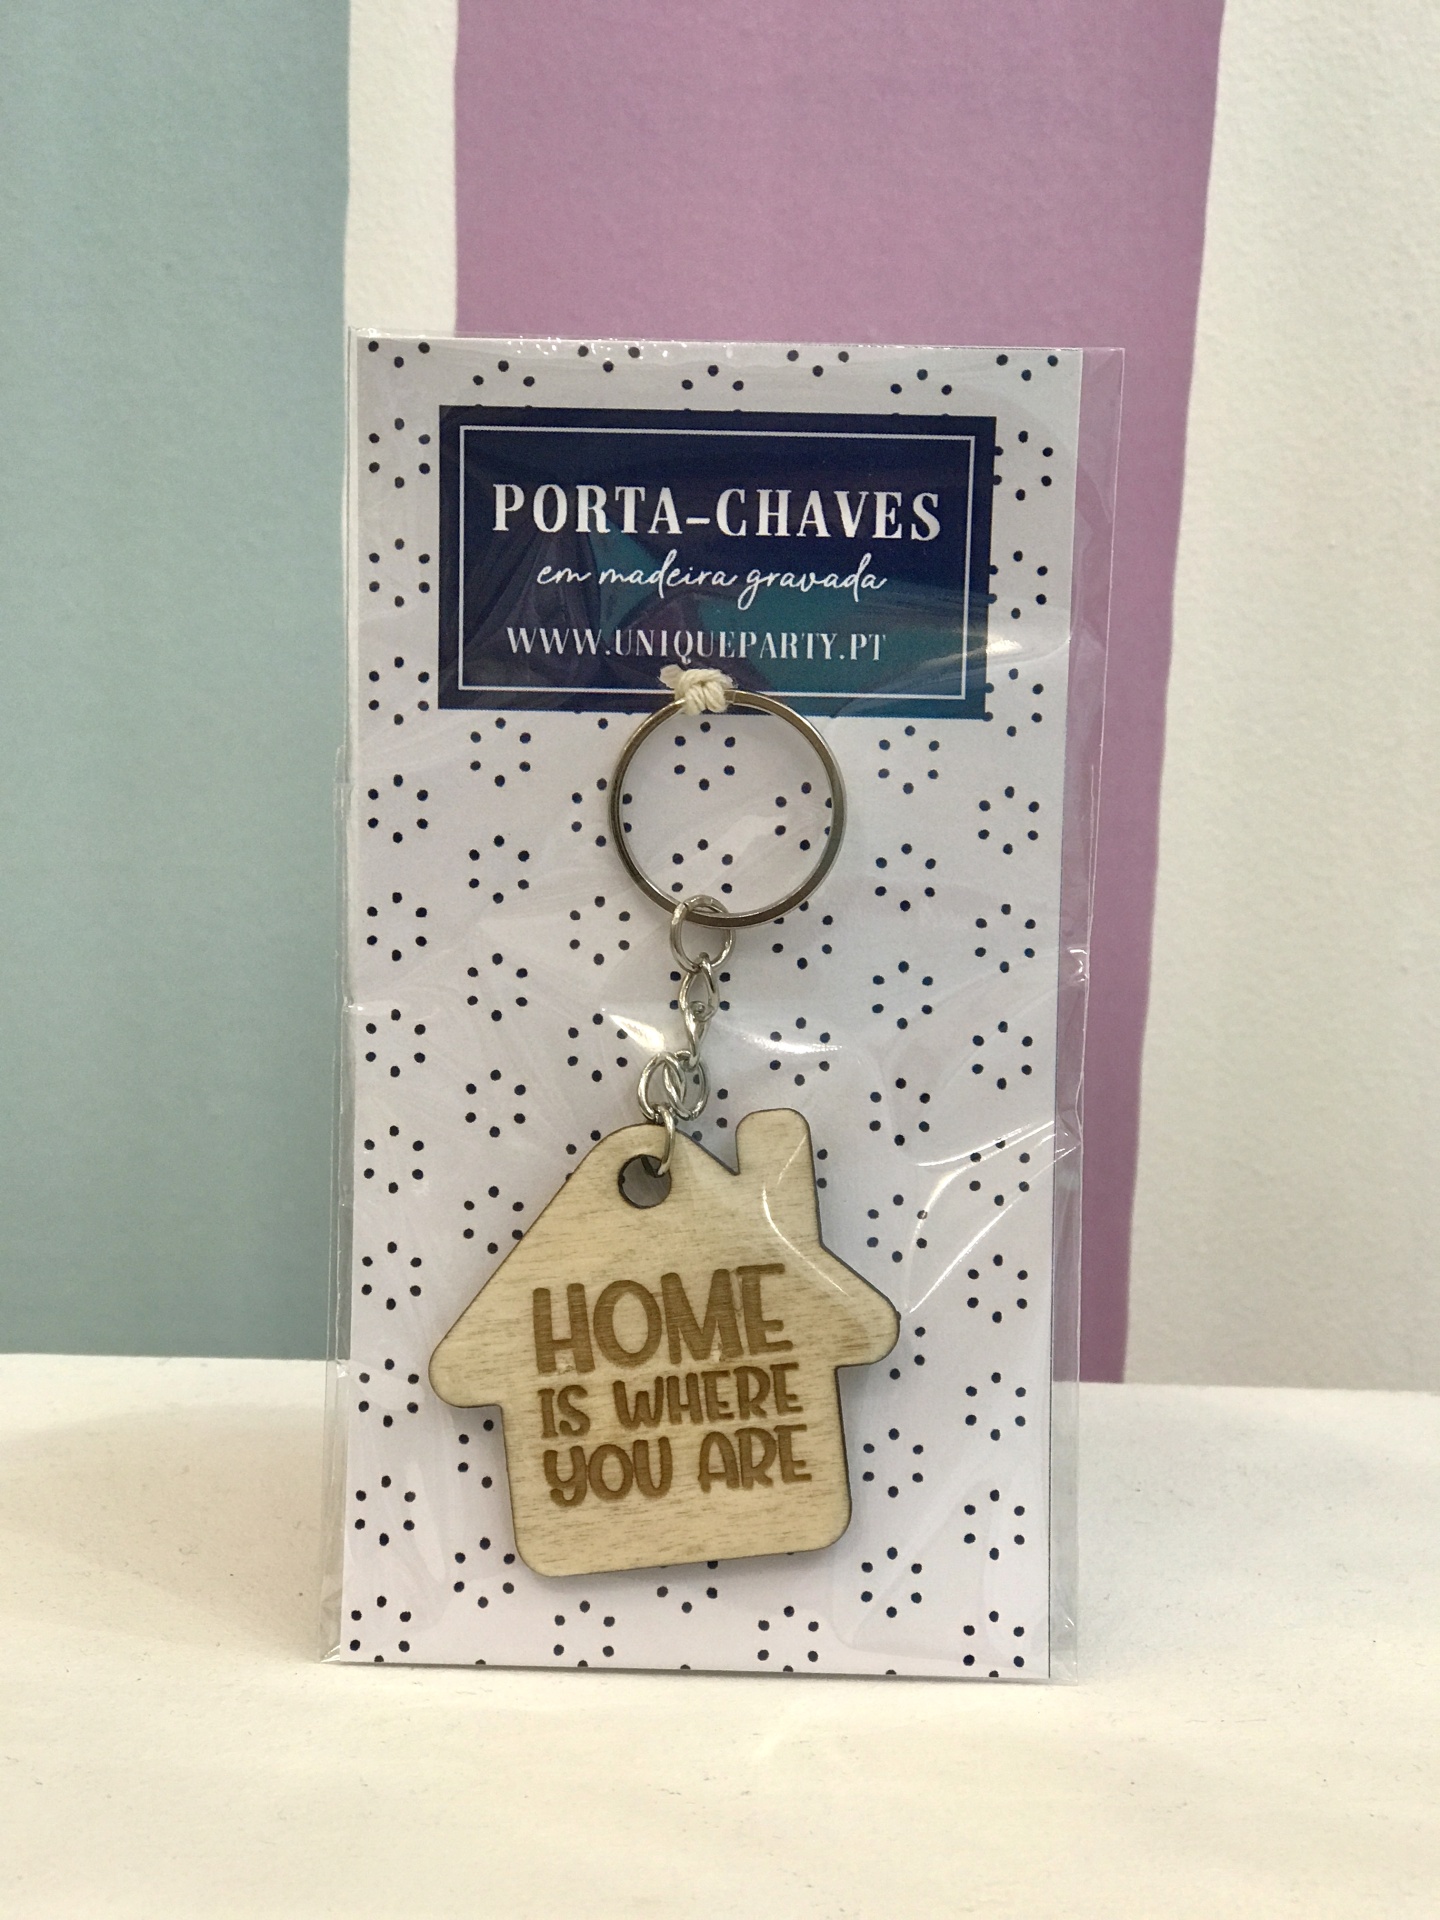 PORTA-CHAVES
em madeira gravada
WWW.UNIQUEPARTY.PT
HOME
IS WHERE
YOU ARE